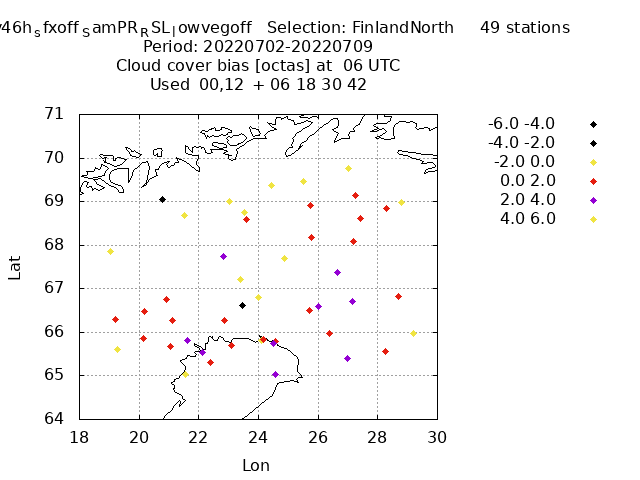 46h_sfxoff_samPR_RSL_lowvegoff Selection: FinlandNorth 49 stations
Period: 20220702-20220709
Cloud cover bias [octas] at 06 UTC
Used 00,12 + 06 18 30 42
-6.0 -4.0
-4.0 -2.0
-2.0 0.0
0.0 2.0
2.0 4.0
4.0 6.0
71
70
69
68
67
66
65
64
Lat
18 20 22 24 26 28 30
Lon